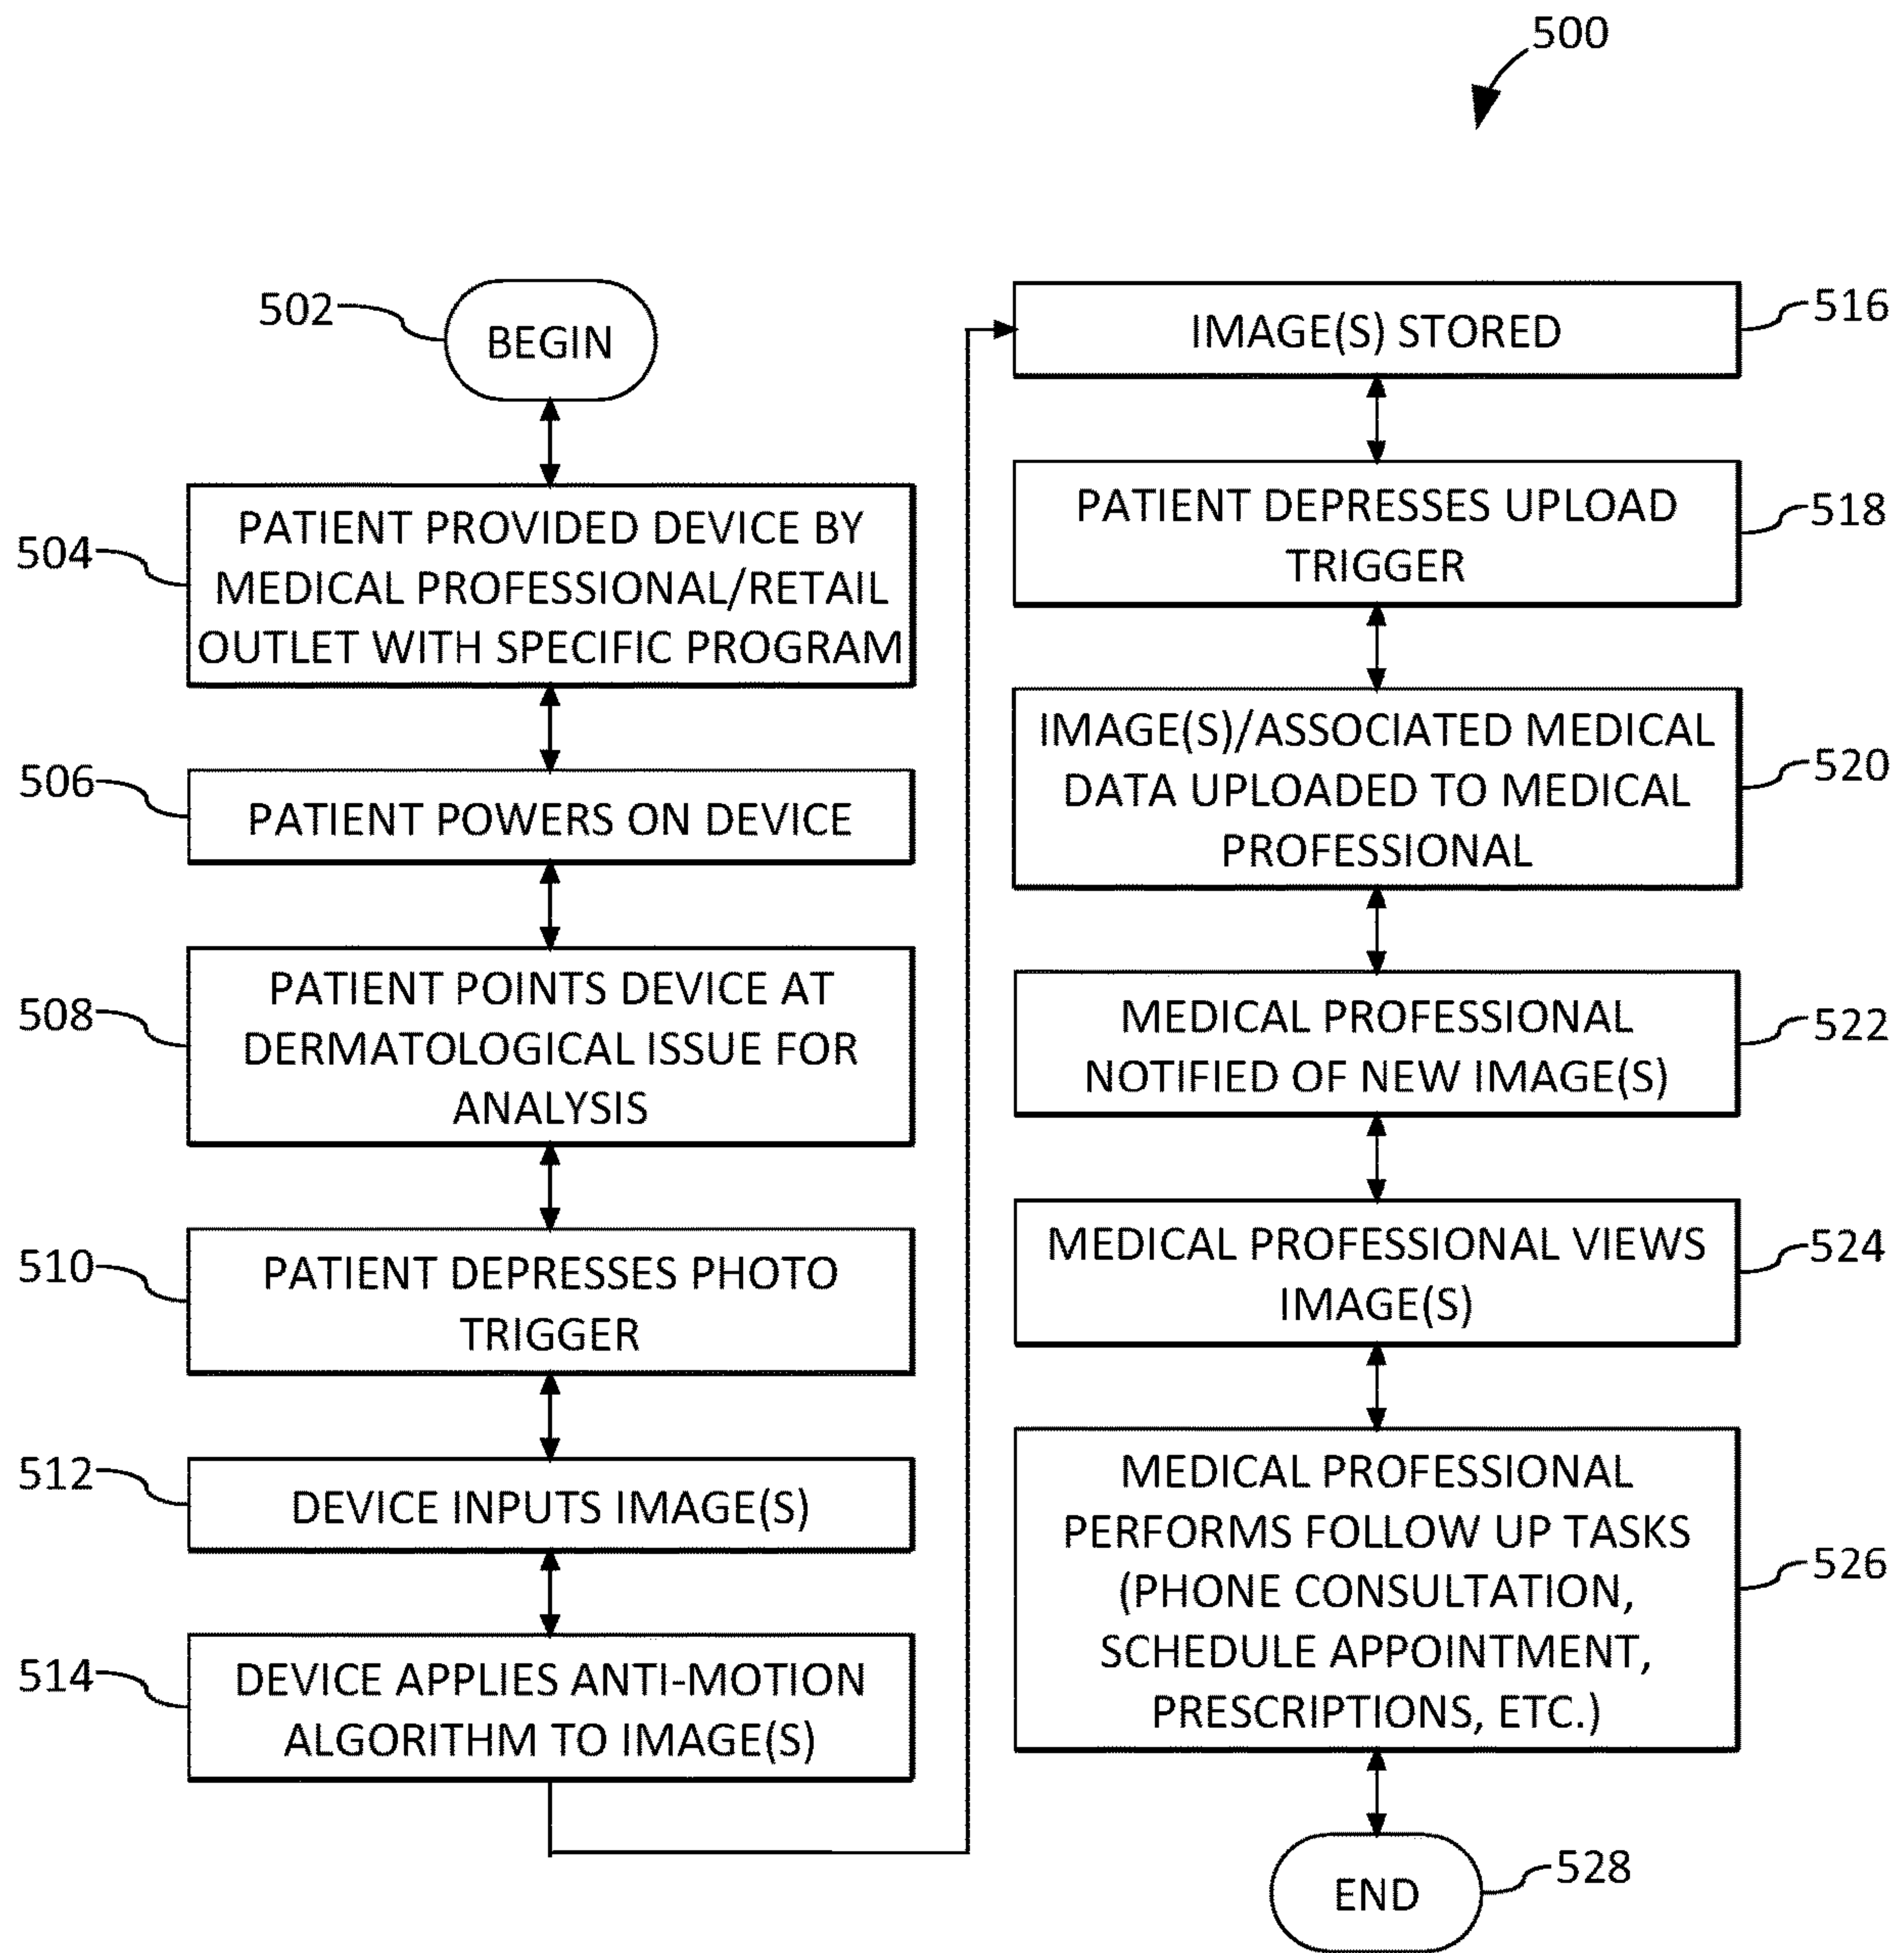 500
502
BEGIN
504
PATIENT PROVIDED DEVICE BY
MEDICAL PROFESSIONAL/RETAIL
OUTLET WITH SPECIFIC PROGRAM
506
PATIENT POWERS ON DEVICE
508
PATIENT POINTS DEVICE AT
DERMATOLOGICAL ISSUE FOR
ANALYSIS
510
PATIENT DEPRESSES PHOTO
TRIGGER
512
DEVICE INPUTS IMAGE(S)
514
DEVICE APPLIES ANTI-MOTION
ALGORITHM TO IMAGE(S)
IMAGE(S) STORED
516
PATIENT DEPRESSES UPLOAD
TRIGGER
518
IMAGE(S)/ASSOCIATED MEDICAL
DATA UPLOADED TO MEDICAL
PROFESSIONAL
520
MEDICAL PROFESSIONAL
NOTIFIED OF NEW IMAGE(S)
522
MEDICAL PROFESSIONAL VIEWS
IMAGE(S)
524
MEDICAL PROFESSIONAL
PERFORMS FOLLOW UP TASKS
(PHONE CONSULTATION,
SCHEDULE APPOINTMENT,
PRESCRIPTIONS, ETC.)
526
END
528